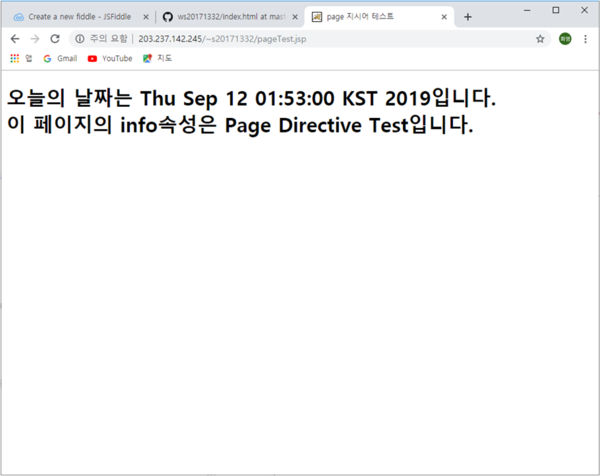 Create a new fiddle - JSFiddle
ws20171332/index.html at mast
page 지시어 테스트
주의 요함 | 203.237.142.245/~s20171332/pageTest.jsp
앱 Gmail YouTube 지도
오늘의 날짜는 Thu Sep 12 01:53:00 KST 2019입니다.
이 페이지의 info속성은 Page Directive Test입니다.